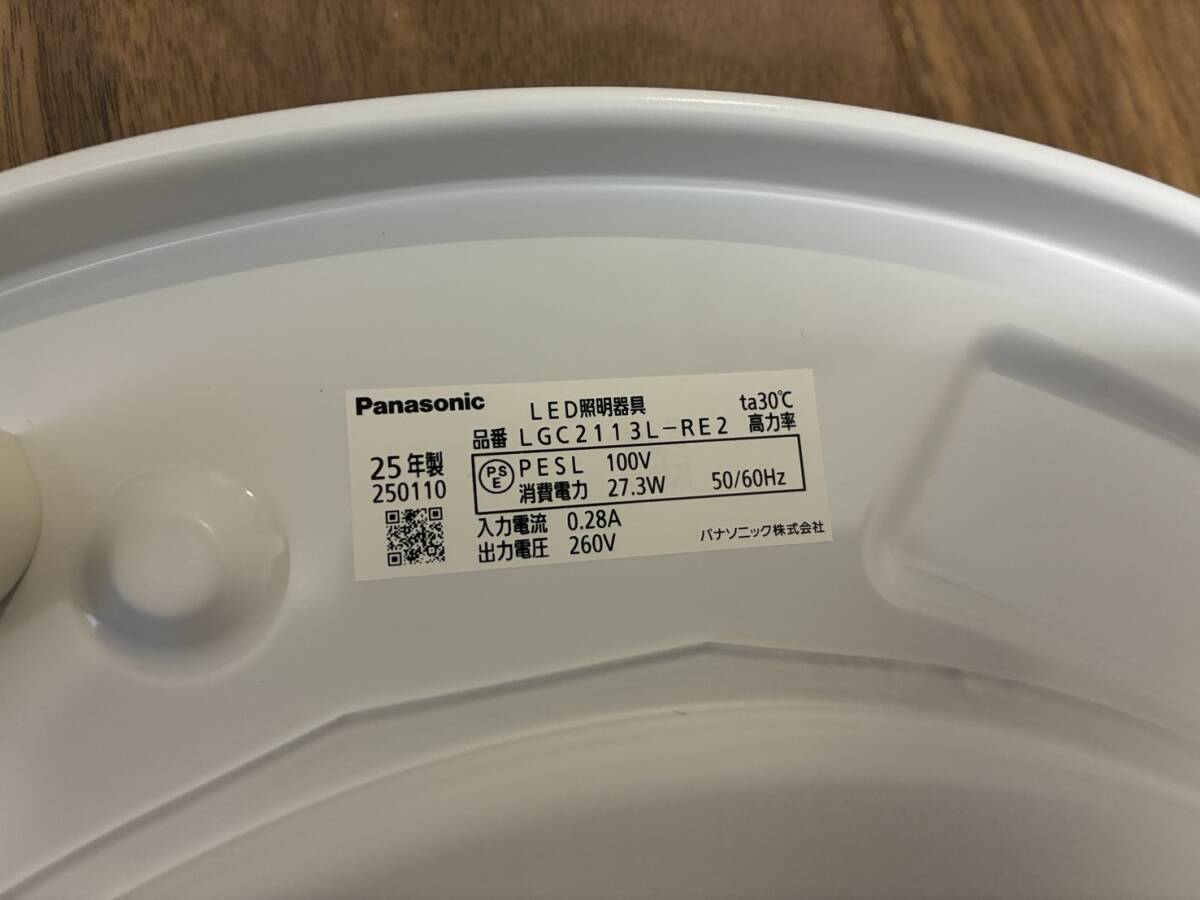 Panasonic LED照明器具 ta30℃
品番 LGC2113L-RE2 高力率
25年製
250110
PSE PESL 100V
消費電力 27.3W 50/60Hz
入力電流 0.28A
出力電圧 260V
パナソニック株式会社